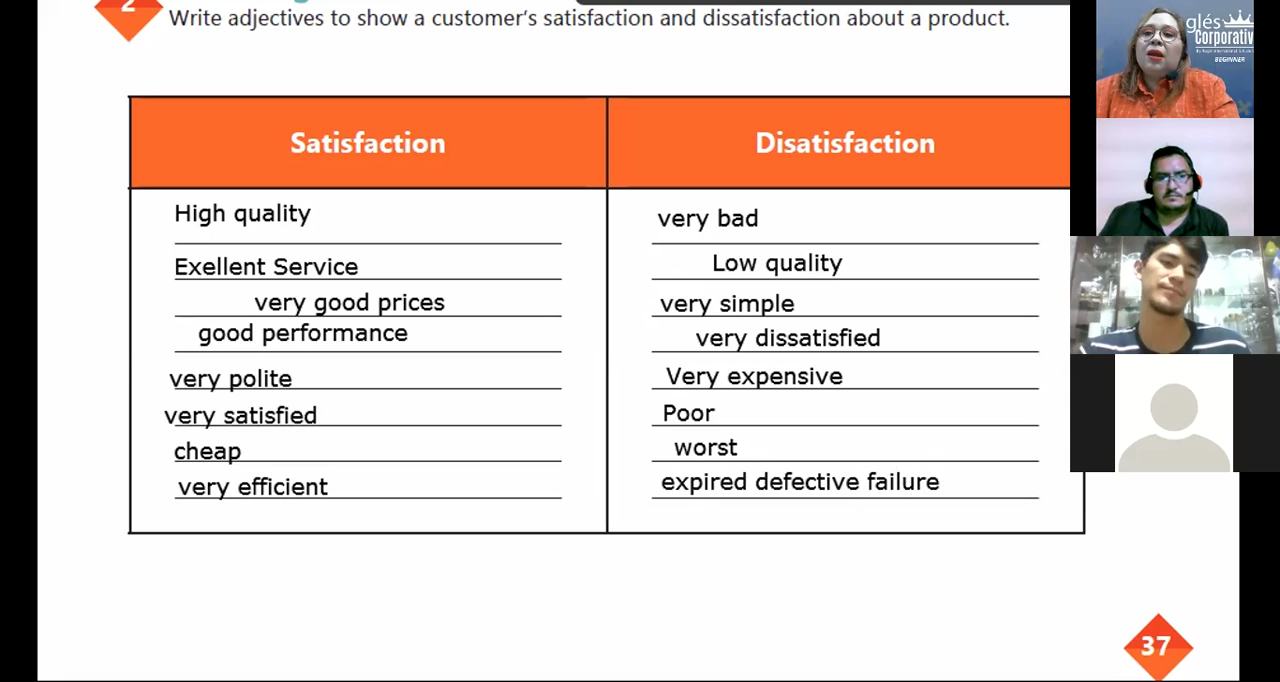 2
Write adjectives to show a customer's satisfaction and dissatisfaction about a product.
Satisfaction
Disatisfaction
High quality
Exellent Service
very good prices
good performance
very polite
very satisfied
cheap
very efficient
very bad
Low quality
very simple
very dissatisfied
Very expensive
Poor
worst
expired defective failure
37
glés
Corporativ
BEGINNER